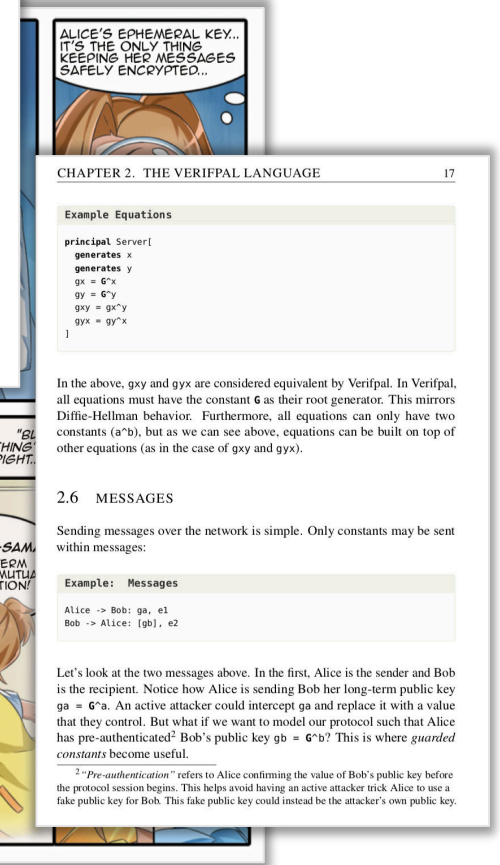 ALICE'S EPHEMERAL KEY...
IT'S THE ONLY THING
KEEPING HER MESSAGES
SAFELY ENCRYPTED...
CHAPTER 2. THE VERIFPAL LANGUAGE 17
Example Equations
principal Server[
generates x
generates y
gx = G^x
gy = G^y
gxy = gx^y
gyx = gy^x
]
In the above, gxy and gyx are considered equivalent by Verifpal. In Verifpal,
all equations must have the constant G as their root generator. This mirrors
Diffie-Hellman behavior. Furthermore, all equations can only have two
constants (a^b), but as we can see above, equations can be built on top of
other equations (as in the case of gxy and gyx).
2.6 MESSAGES
Sending messages over the network is simple. Only constants may be sent
within messages:
Example: Messages
Alice -> Bob: ga, e1
Bob -> Alice: [gb], e2
Let's look at the two messages above. In the first, Alice is the sender and Bob
is the recipient. Notice how Alice is sending Bob her long-term public key
ga = G^a. An active attacker could intercept ga and replace it with a value
that they control. But what if we want to model our protocol such that Alice
has pre-authenticated2 Bob's public key gb = G^b? This is where guarded
constants become useful.
2 "Pre-authentication" refers to Alice confirming the value of Bob's public key before
the protocol session begins. This helps avoid having an active attacker trick Alice to use a
fake public key for Bob. This fake public key could instead be the attacker's own public key.